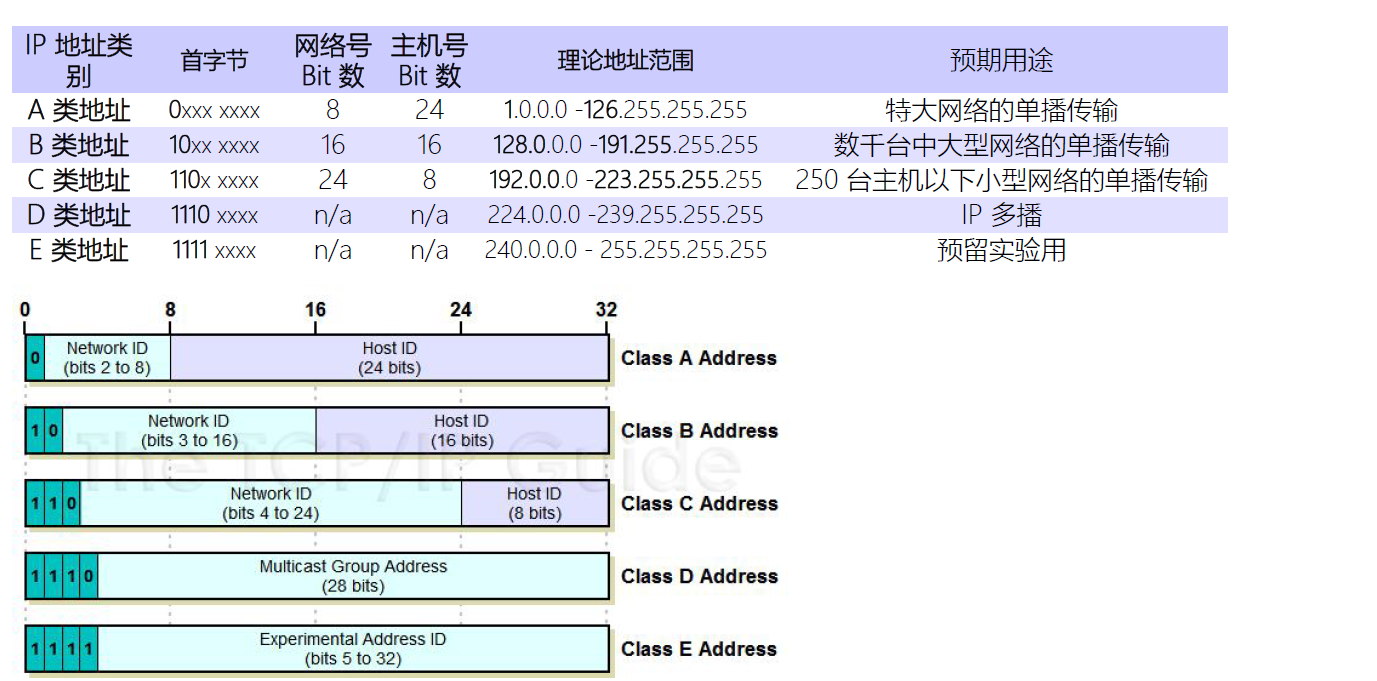 IP 地址类别 首字节 网络号 Bit 数 主机号 Bit 数 理论地址范围 预期用途
A 类地址 0xxx xxxx 8 24 1.0.0.0 -126.255.255.255 特大网络的单播传输
B 类地址 10xx xxxx 16 16 128.0.0.0 -191.255.255.255 数千台中大型网络的单播传输
C 类地址 110x xxxx 24 8 192.0.0.0 -223.255.255.255 250 台主机以下小型网络的单播传输
D 类地址 1110 xxxx n/a n/a 224.0.0.0 -239.255.255.255 IP 多播
E 类地址 1111 xxxx n/a n/a 240.0.0.0 - 255.255.255.255 预留实验用
0 8 16 24 32
0 Network ID (bits 2 to 8) Host ID (24 bits) Class A Address
1 0 Network ID (bits 3 to 16) Host ID (16 bits) Class B Address
The TCP/IP Guide
1 1 0 Network ID (bits 4 to 24) Host ID (8 bits) Class C Address
1 1 1 0 Multicast Group Address (28 bits) Class D Address
1 1 1 1 Experimental Address ID (bits 5 to 32) Class E Address